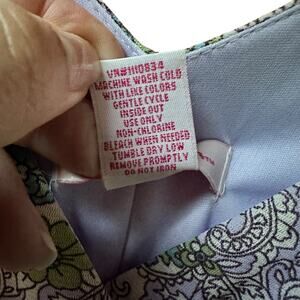 VN#1110834
MACHINE WASH COLD
WITH LIKE COLORS
GENTLE CYCLE
INSIDE OUT
USE ONLY
NON-CHLORINE
BLEACH WHEN NEEDED
TUMBLE DRY LOW
REMOVE PROMPTLY
DO NOT IRON